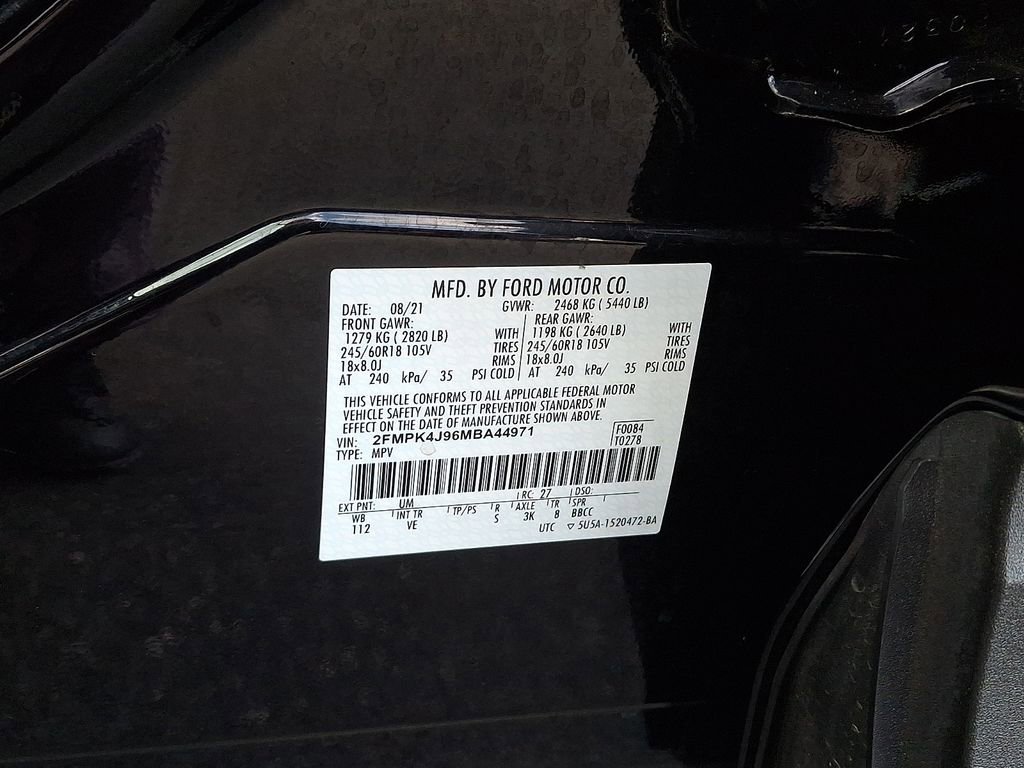 MFD. BY FORD MOTOR CO.
DATE: 08/21 GVWR: 2468 KG ( 5440 LB)
FRONT GAWR: REAR GAWR:
1279 KG ( 2820 LB) WITH 1198 KG ( 2640 LB) WITH
245/60R18 105V TIRES 245/60R18 105V TIRES
18x8.0J RIMS 18x8.0J RIMS
AT 240 kPa/ 35 PSI COLD AT 240 kPa/ 35 PSI COLD
THIS VEHICLE CONFORMS TO ALL APPLICABLE FEDERAL MOTOR
VEHICLE SAFETY AND THEFT PREVENTION STANDARDS IN
EFFECT ON THE DATE OF MANUFACTURE SHOWN ABOVE.
VIN: 2FMPK4J96MBA44971 F0084
TYPE: MPV T0278
EXT PNT: UM RC: 27 DSO:
WB INT TR TP/PS R AXLE TR SPR
112 VE S 3K 8 BBCC
UTC ▽ 5U5A-1520472-BA